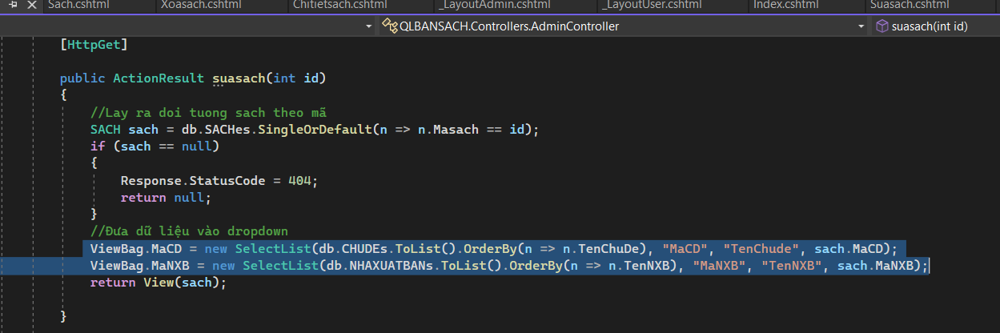 Sach.cshtml Xoasach.cshtml Chitietsach.cshtml _LayoutAdmin.cshtml _LayoutUser.cshtml Index.cshtml Suasach.cshtml
QLBANSACH.Controllers.AdminController suasach(int id)
[HttpGet]
public ActionResult suasach(int id)
{
//Lay ra doi tuong sach theo mã
SACH sach = db.SACHes.SingleOrDefault(n => n.Masach == id);
if (sach == null)
{
Response.StatusCode = 404;
return null;
}
//Đưa dữ liệu vào dropdown
ViewBag.MaCD = new SelectList(db.CHUDEs.ToList().OrderBy(n => n.TenChuDe), "MaCD", "TenChude", sach.MaCD);
ViewBag.MaNXB = new SelectList(db.NHAXUATBANs.ToList().OrderBy(n => n.TenNXB), "MaNXB", "TenNXB", sach.MaNXB);
return View(sach);
}